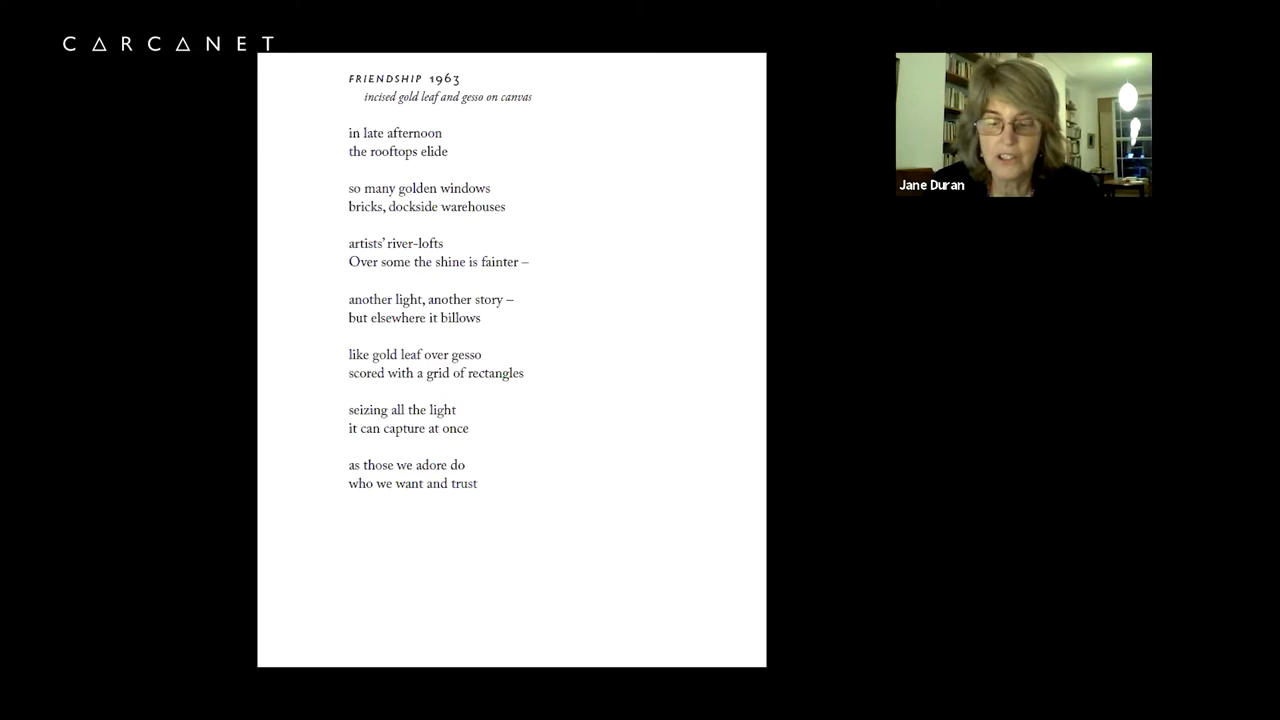 CARCANET
FRIENDSHIP 1963
incised gold leaf and gesso on canvas
in late afternoon
the rooftops elide
so many golden windows
bricks, dockside warehouses
artists’ river-lofts
Over some the shine is fainter –
another light, another story –
but elsewhere it billows
like gold leaf over gesso
scored with a grid of rectangles
seizing all the light
it can capture at once
as those we adore do
who we want and trust
Jane Duran